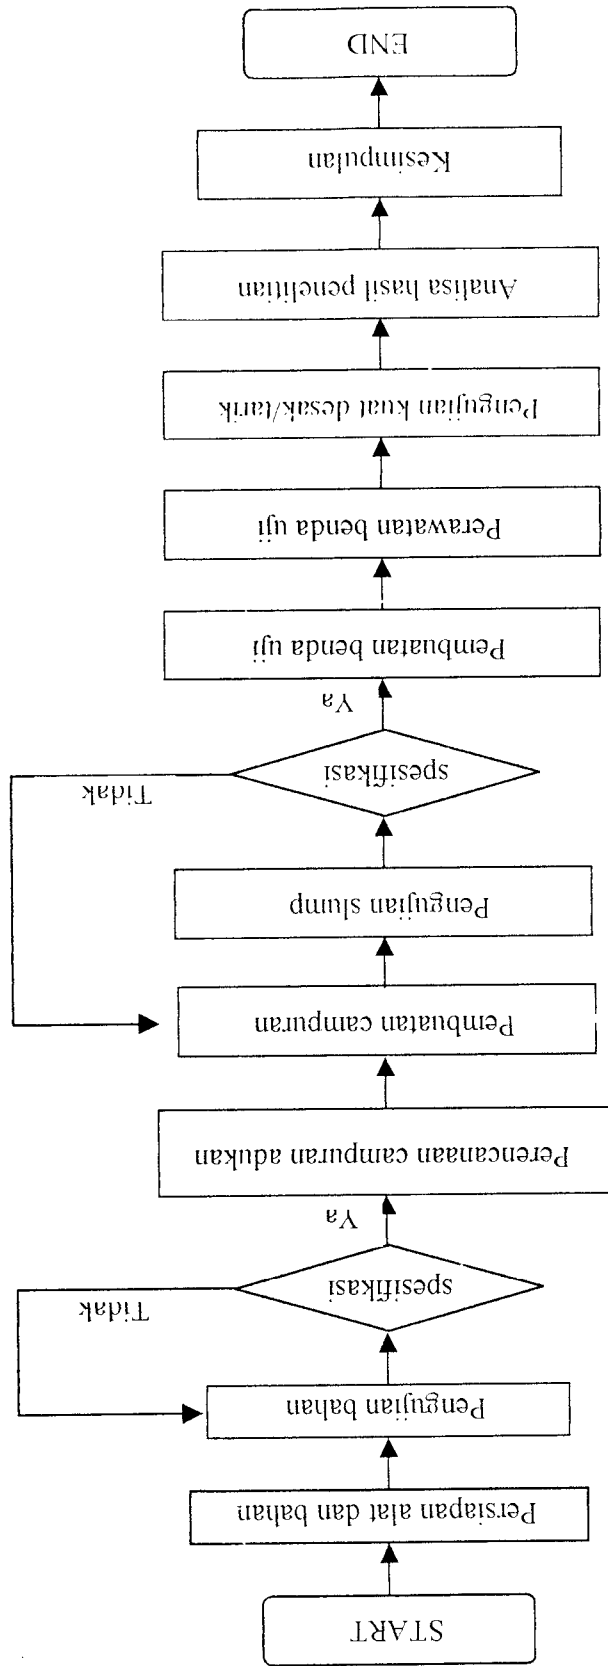 START
Persiapan alat dan bahan
Pengujian bahan
spesifikasi
Tidak
Ya
Perencanaan campuran adukan
Pembuatan campuran
Pengujian slump
spesifikasi
Tidak
Ya
Pembuatan benda uji
Perawatan benda uji
Pengujian kuat desak/tarik
Analisa hasil penelitian
Kesimpulan
END